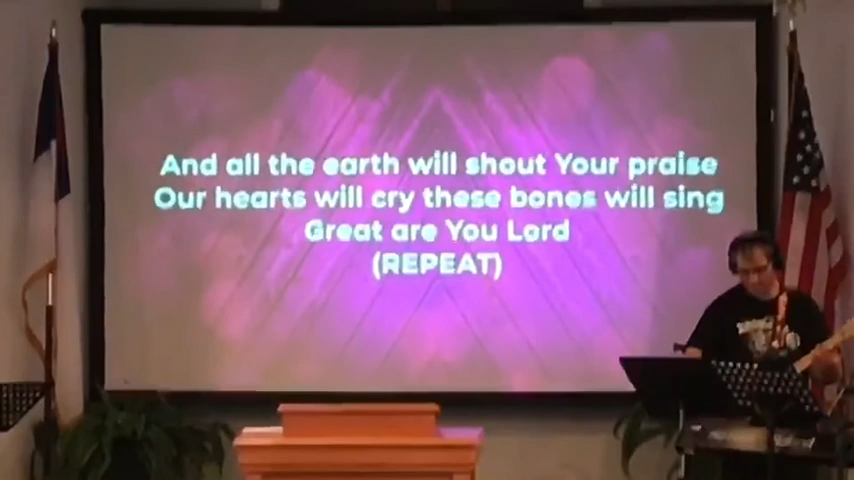 And all the earth will shout Your praise
Our hearts will cry these bones will sing
Great are You Lord
(REPEAT)